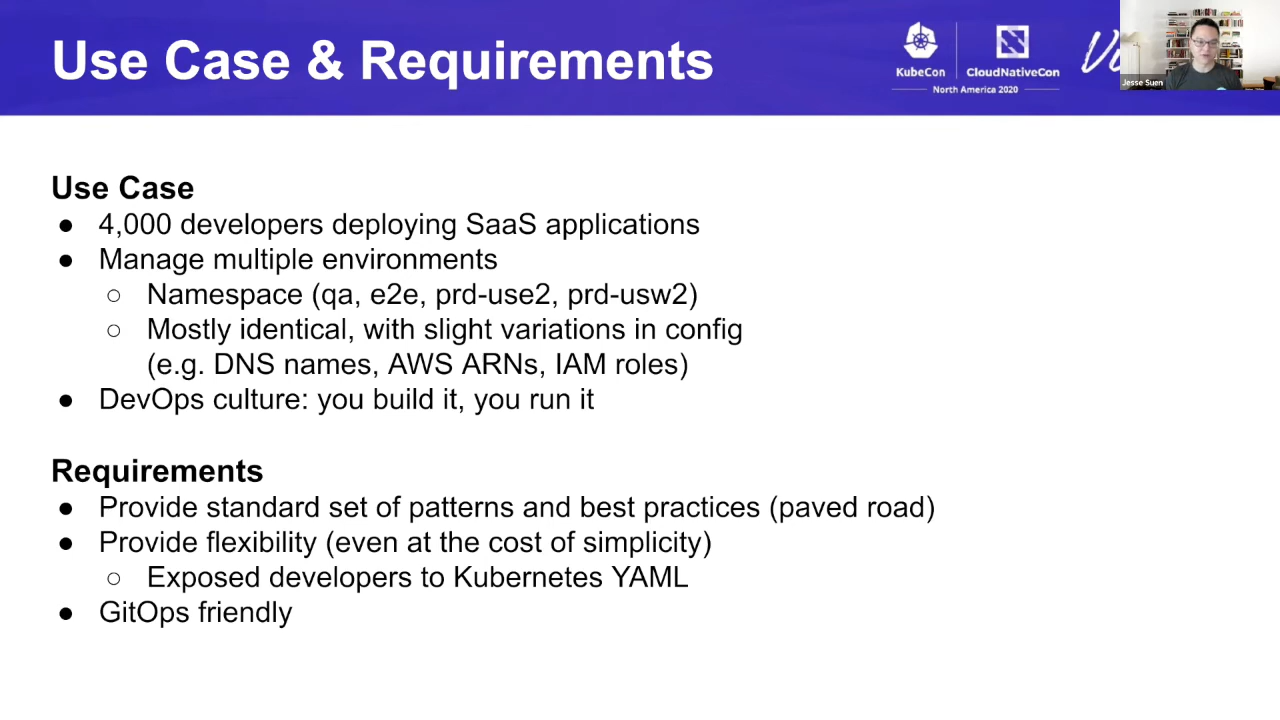 Use Case & Requirements
KubeCon
CloudNativeCon
North America 2020
Jesse Suen
Use Case
● 4,000 developers deploying SaaS applications
● Manage multiple environments
○ Namespace (qa, e2e, prd-use2, prd-usw2)
○ Mostly identical, with slight variations in config
(e.g. DNS names, AWS ARNs, IAM roles)
● DevOps culture: you build it, you run it
Requirements
● Provide standard set of patterns and best practices (paved road)
● Provide flexibility (even at the cost of simplicity)
○ Exposed developers to Kubernetes YAML
● GitOps friendly